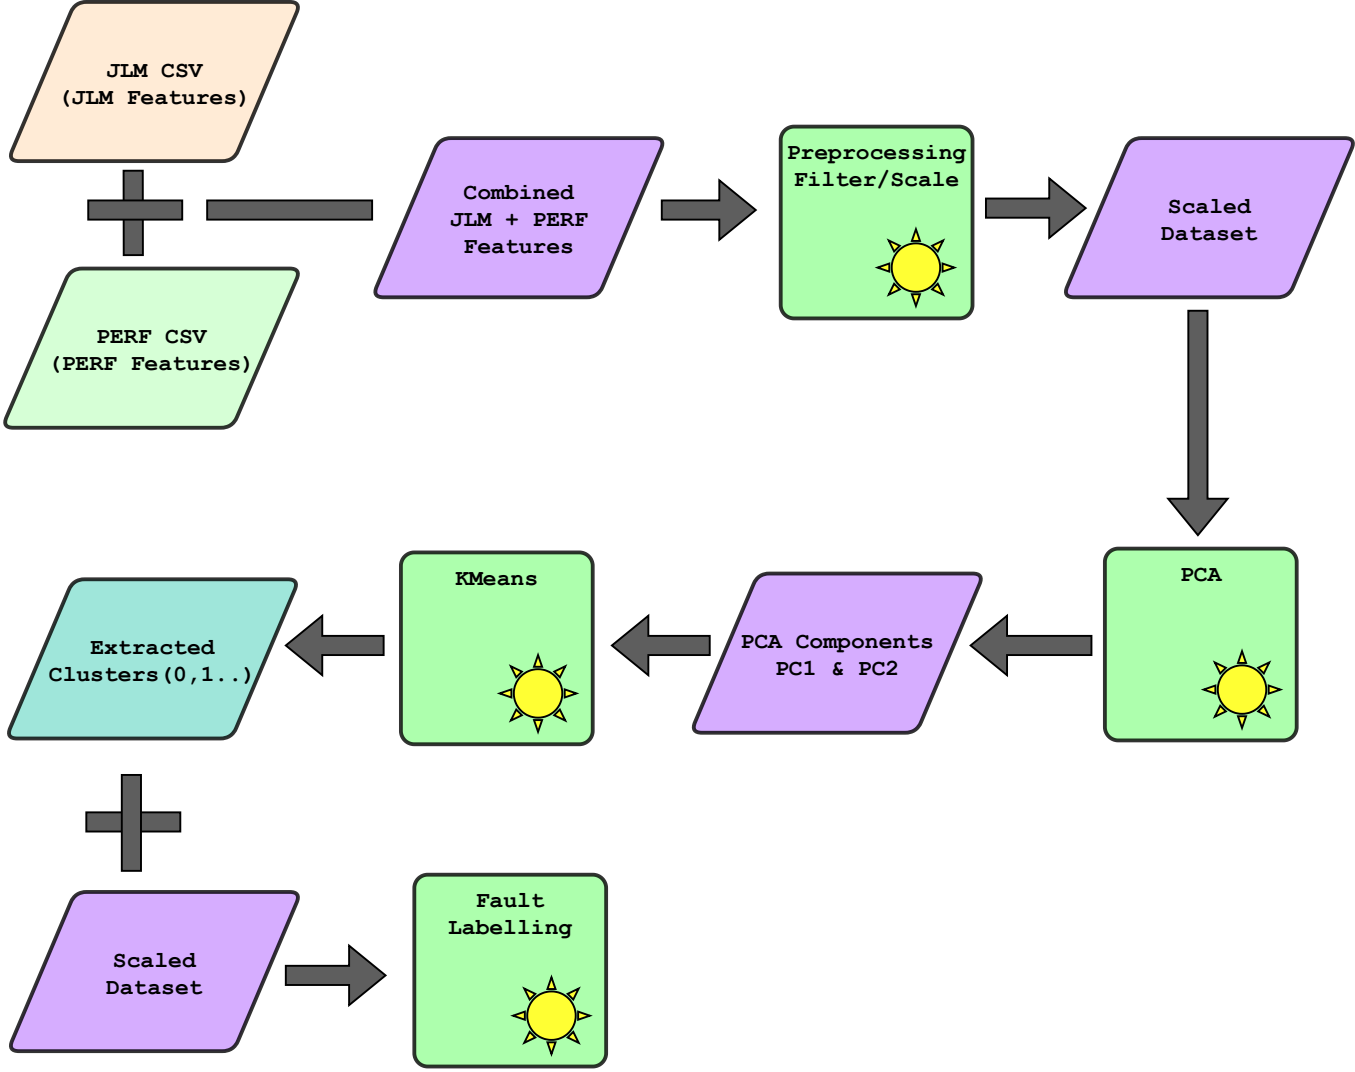 JLM CSV
(JLM Features)
PERF CSV
(PERF Features)
Combined
JLM + PERF
Features
Preprocessing
Filter/Scale
Scaled
Dataset
PCA
PCA Components
PC1 & PC2
KMeans
Extracted
Clusters(0,1..)
Scaled
Dataset
Fault
Labelling